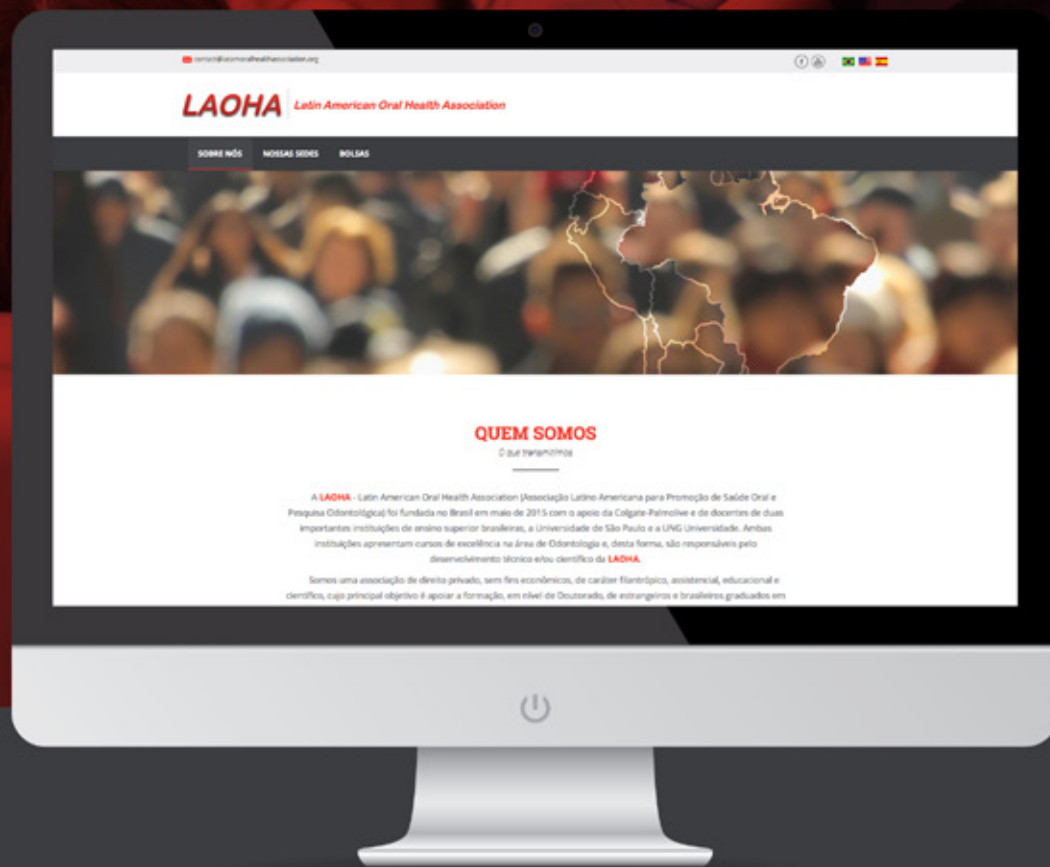 contact@latamoralhealthassociation.org
LAOHA Latin American Oral Health Association
SOBRE NÓS NOSSAS SEDES BOLSAS
QUEM SOMOS
O que transmitimos
A LAOHA - Latin American Oral Health Association (Associação Latino-Americana para Promoção de Saúde Oral e
Pesquisa Odontológica) foi fundada no Brasil em maio de 2015 com o apoio da Colgate-Palmolive e de docentes de duas
importantes instituições de ensino superior brasileiras, a Universidade de São Paulo e a UNG Universidade. Ambas
instituições apresentam cursos de excelência na área de Odontologia e, desta forma, são responsáveis pelo
desenvolvimento técnico e/ou científico da LAOHA.
Somos uma associação de direito privado, sem fins econômicos, de caráter filantrópico, assistencial, educacional e
científico, cujo principal objetivo é apoiar a formação, em nível de Doutorado, de estrangeiros e brasileiros graduados em